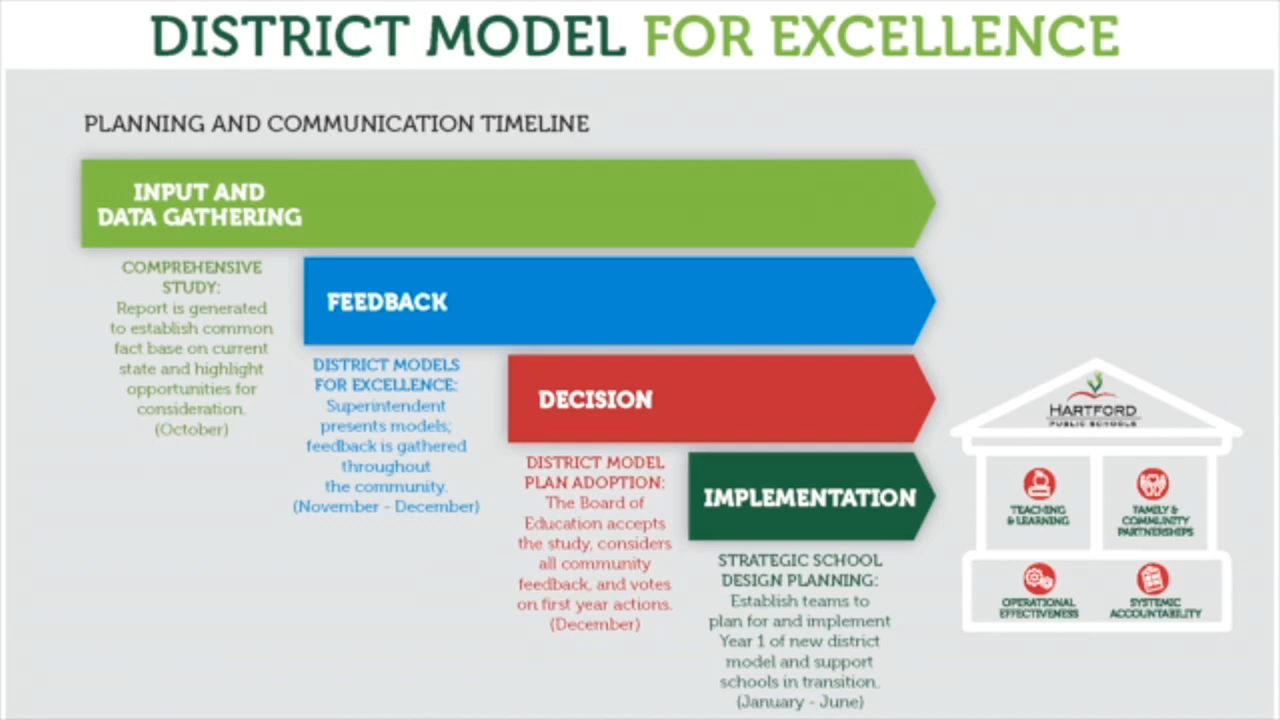 DISTRICT MODEL FOR EXCELLENCE
PLANNING AND COMMUNICATION TIMELINE
INPUT AND
DATA GATHERING
COMPREHENSIVE
STUDY:
Report is generated
to establish common
fact base on current
state and highlight
opportunities for
consideration.
(October)
FEEDBACK
DISTRICT MODELS
FOR EXCELLENCE:
Superintendent
presents models;
feedback is gathered
throughout
the community.
(November - December)
DECISION
DISTRICT MODEL
PLAN ADOPTION:
The Board of
Education accepts
the study, considers
all community
feedback, and votes
on first year actions.
(December)
IMPLEMENTATION
STRATEGIC SCHOOL
DESIGN PLANNING:
Establish teams to
plan for and implement
Year 1 of new district
model and support
schools in transition.
(January - June)
HARTFORD
PUBLIC SCHOOLS
TEACHING
& LEARNING
FAMILY &
COMMUNITY
PARTNERSHIPS
OPERATIONAL
EFFECTIVENESS
SYSTEMIC
ACCOUNTABILITY